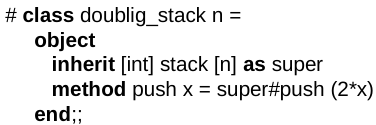 # class doublig_stack n =
object
inherit [int] stack [n] as super
method push x = super#push (2*x)
end;;